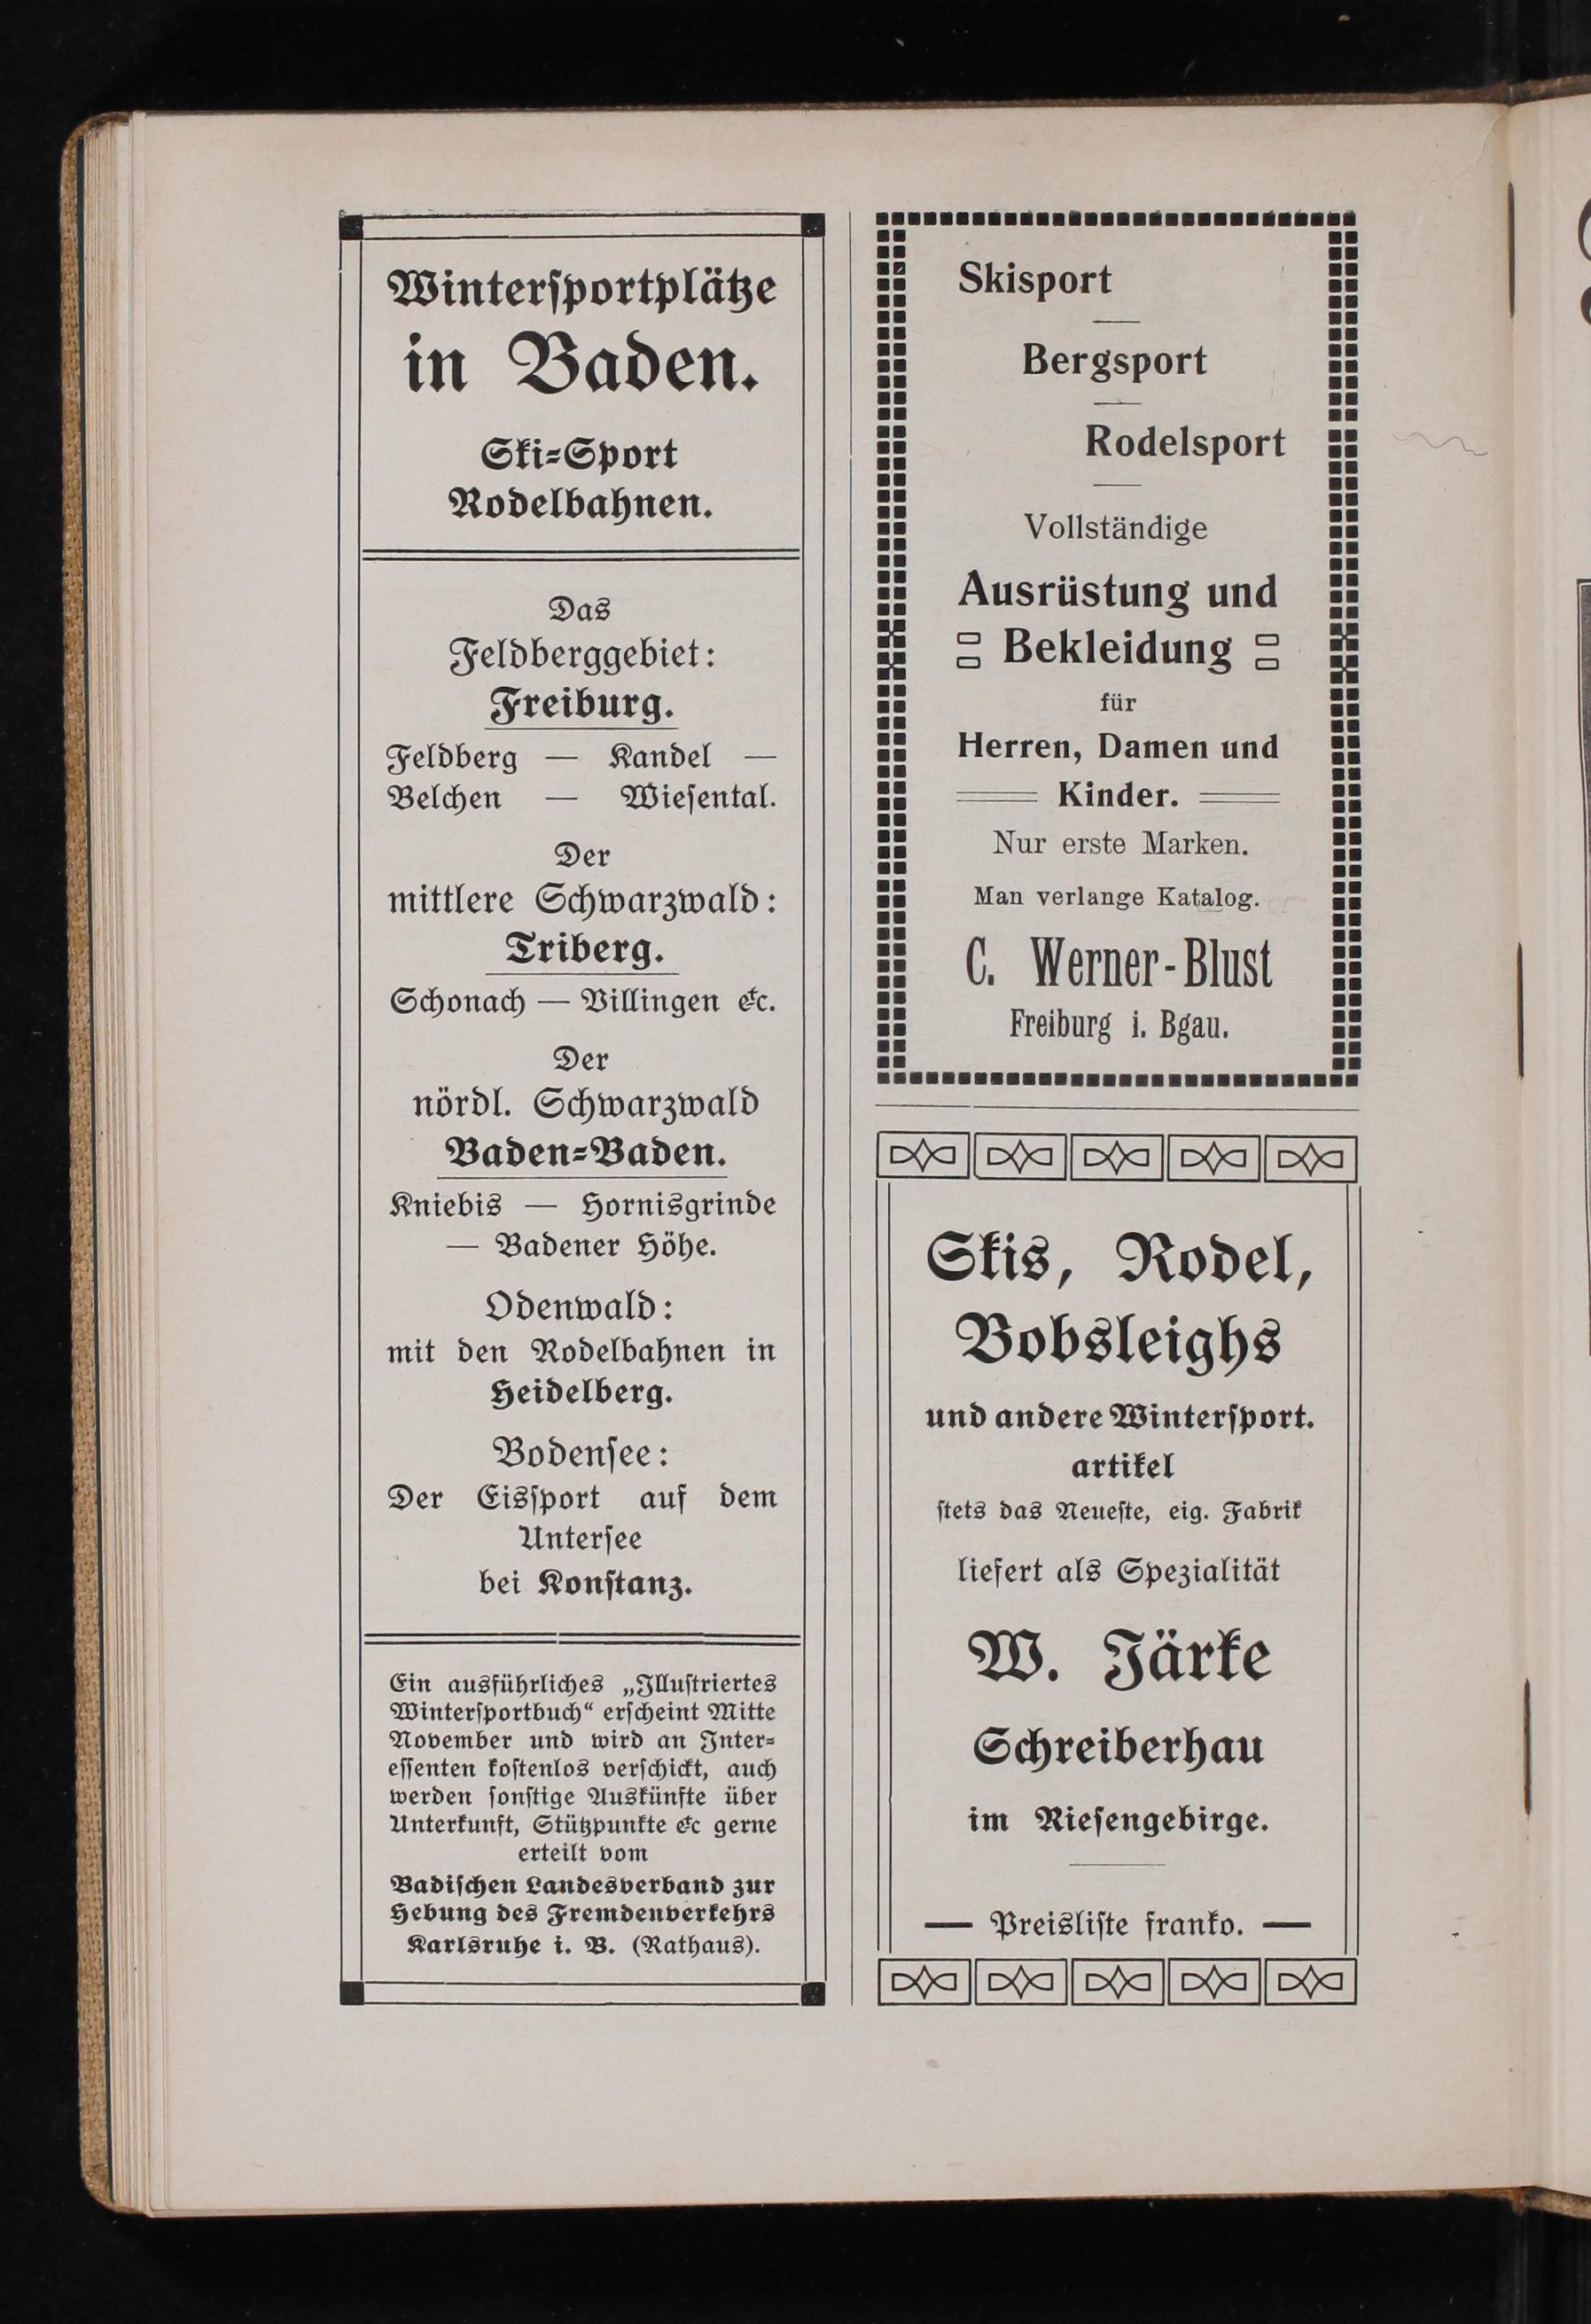 Wintersportplätze
in Baden.
Ski-Sport
Rodelbahnen.
Das
Feldberggebiet:
Freiburg.
Feldberg — Kandel —
Belchen — Wiesental.
Der
mittlere Schwarzwald:
Triberg.
Schonach — Villingen etc.
Der
nördl. Schwarzwald
Baden-Baden.
Kniebis — Hornisgrinde
— Badener Höhe.
Odenwald:
mit den Rodelbahnen in
Heidelberg.
Bodensee:
Der Eissport auf dem
Untersee
bei Konstanz.
Ein ausführliches „Illustriertes
Wintersportbuch“ erscheint Mitte
November und wird an Inter-
essenten kostenlos verschickt, auch
werden sonstige Auskünfte über
Unterkunft, Stützpunkte etc gerne
erteilt vom
Badischen Landesverband zur
Hebung des Fremdenverkehrs
Karlsruhe i. B. (Rathaus).
Skisport
Bergsport
Rodelsport
Vollständige
Ausrüstung und
Bekleidung
für
Herren, Damen und
Kinder.
Nur erste Marken.
Man verlange Katalog.
C. Werner-Blust
Freiburg i. Bgau.
Skis, Rodel,
Bobsleighs
und andere Wintersport.
artikel
stets das Neueste, eig. Fabrik
liefert als Spezialität
W. Järke
Schreiberhau
im Riesengebirge.
— Preisliste franko. —